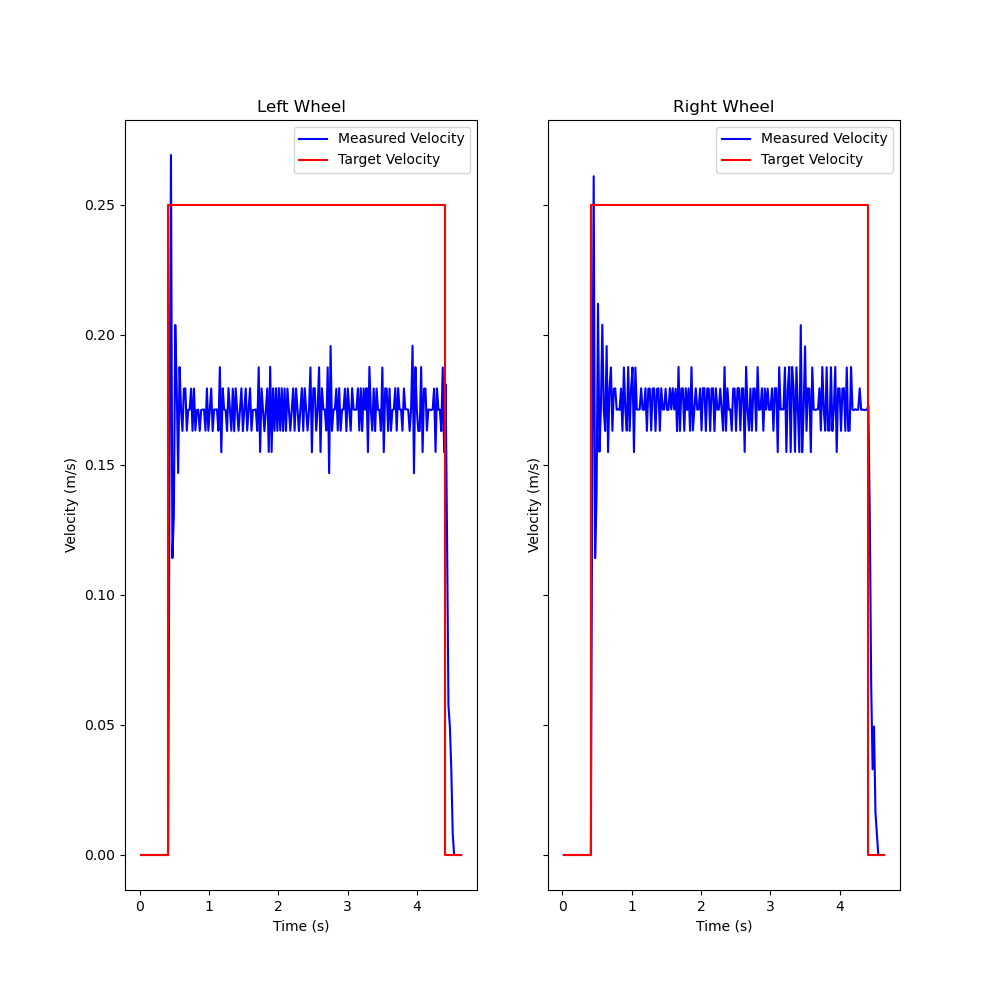 Left Wheel
Measured Velocity
Target Velocity
0.25
0.20
0.15
0.10
0.05
0.00
Velocity (m/s)
0 1 2 3 4
Time (s)
Right Wheel
Measured Velocity
Target Velocity
Velocity (m/s)
0 1 2 3 4
Time (s)